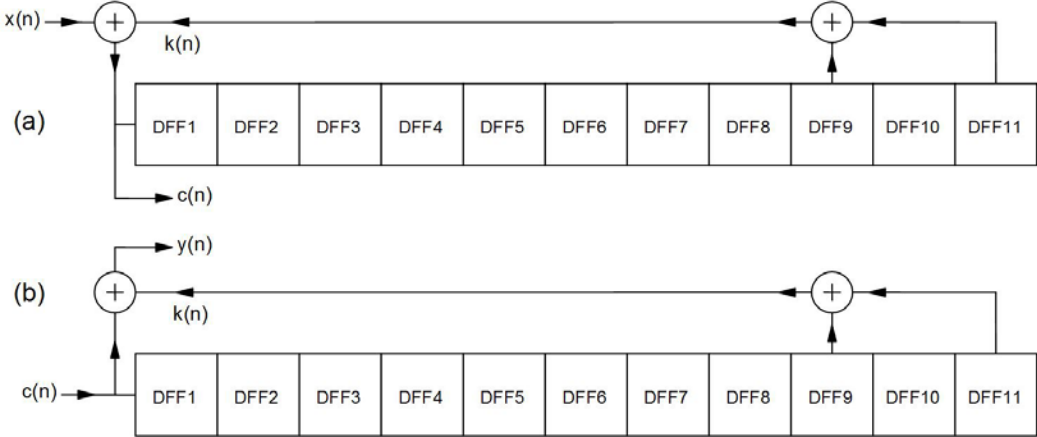 x(n) + k(n) +
(a) DFF1 DFF2 DFF3 DFF4 DFF5 DFF6 DFF7 DFF8 DFF9 DFF10 DFF11
c(n)
y(n)
(b) + k(n) +
c(n) DFF1 DFF2 DFF3 DFF4 DFF5 DFF6 DFF7 DFF8 DFF9 DFF10 DFF11